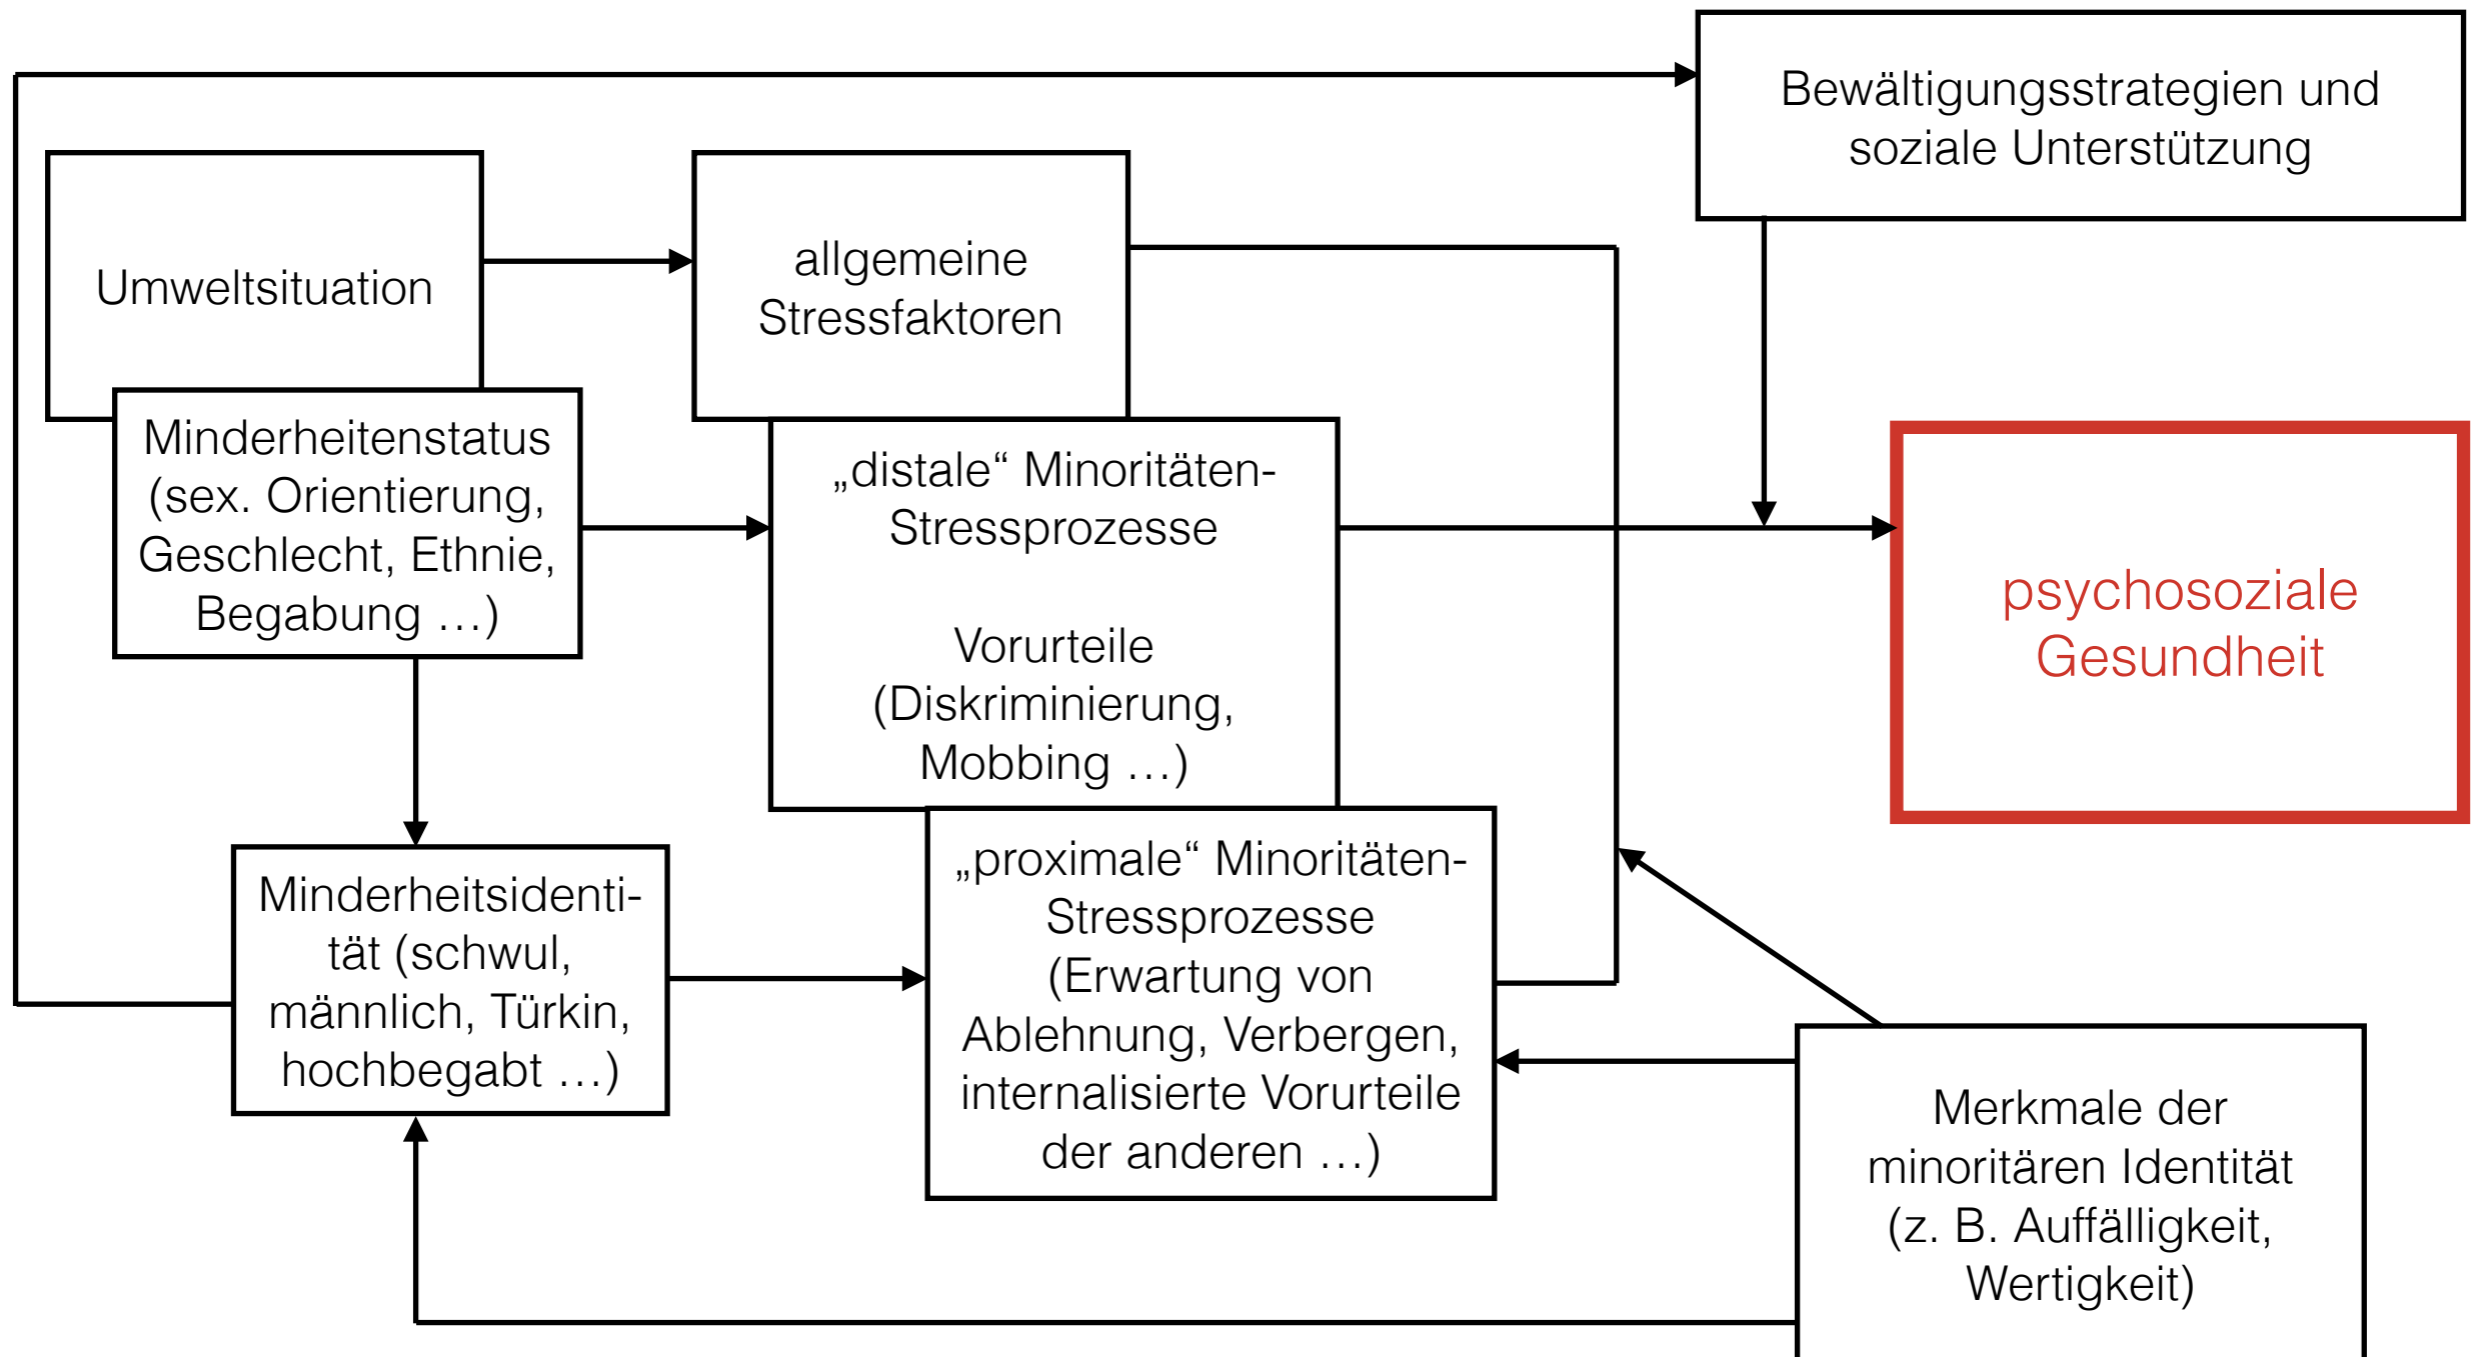 Bewältigungsstrategien und
soziale Unterstützung
Umweltsituation
allgemeine
Stressfaktoren
Minderheitenstatus
(sex. Orientierung,
Geschlecht, Ethnie,
Begabung …)
„distale“ Minoritäten-
Stressprozesse
Vorurteile
(Diskriminierung,
Mobbing …)
psychosoziale
Gesundheit
Minderheitsidenti-
tät (schwul,
männlich, Türkin,
hochbegabt …)
„proximale“ Minoritäten-
Stressprozesse
(Erwartung von
Ablehnung, Verbergen,
internalisierte Vorurteile
der anderen …)
Merkmale der
minoritären Identität
(z. B. Auffälligkeit,
Wertigkeit)